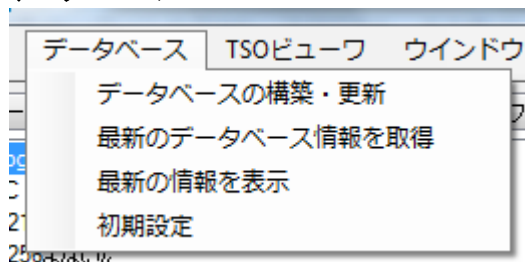 データベース TSOビューワ ウインドウ
データベースの構築・更新
最新のデータベース情報を取得
最新の情報を表示
初期設定